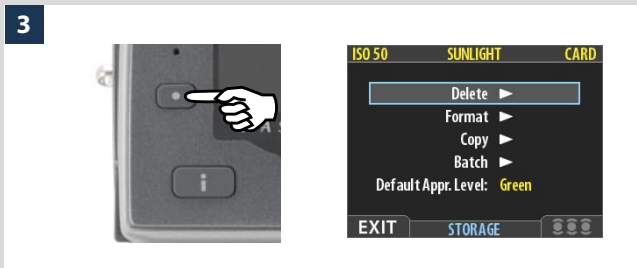 3
ISO 50 SUNLIGHT CARD
Delete ►
Format ►
Copy ►
Batch ►
Default Appr. Level: Green
EXIT STORAGE
i